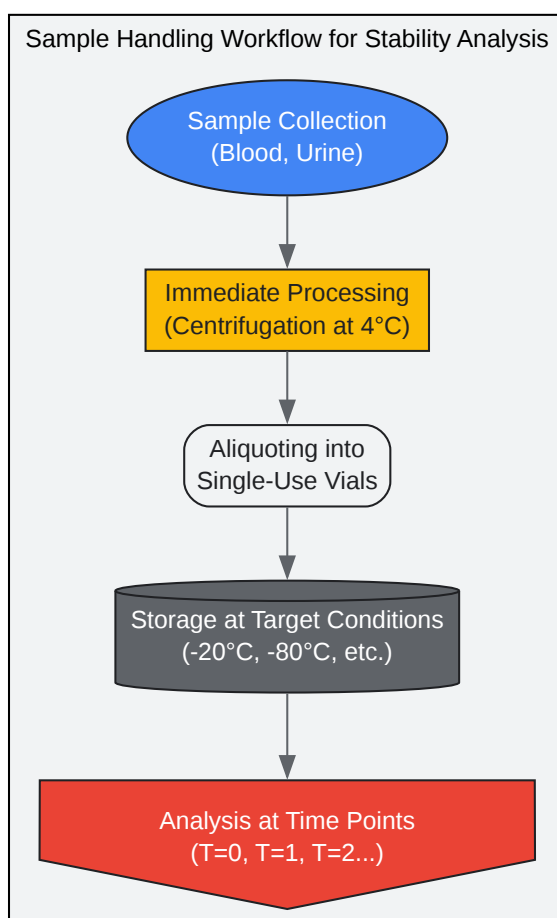 Sample Handling Workflow for Stability Analysis
Sample Collection
(Blood, Urine)
Immediate Processing
(Centrifugation at 4°C)
Aliquoting into
Single-Use Vials
Storage at Target Conditions
(-20°C, -80°C, etc.)
Analysis at Time Points
(T=0, T=1, T=2...)